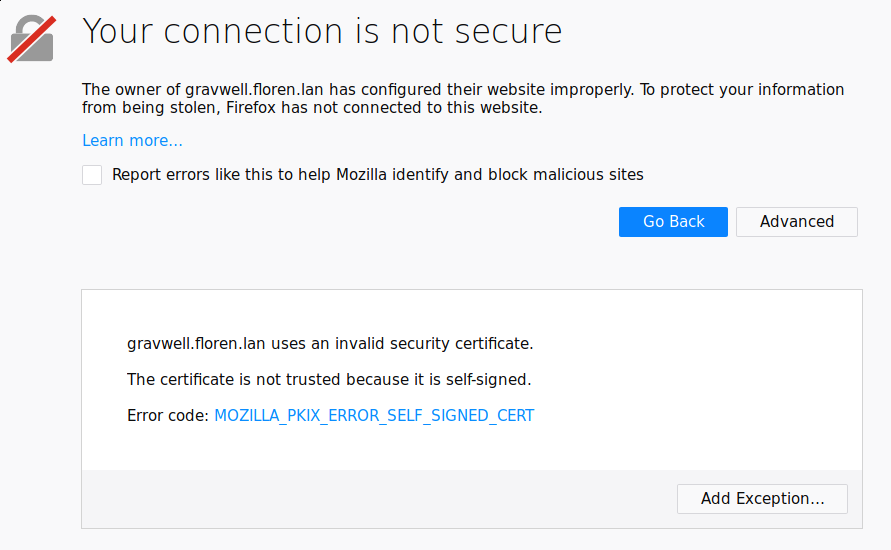 Your connection is not secure
The owner of gravwell.floren.lan has configured their website improperly. To protect your information
from being stolen, Firefox has not connected to this website.
Learn more...
Report errors like this to help Mozilla identify and block malicious sites
Go Back
Advanced
gravwell.floren.lan uses an invalid security certificate.
The certificate is not trusted because it is self-signed.
Error code: MOZILLA_PKIX_ERROR_SELF_SIGNED_CERT
Add Exception...